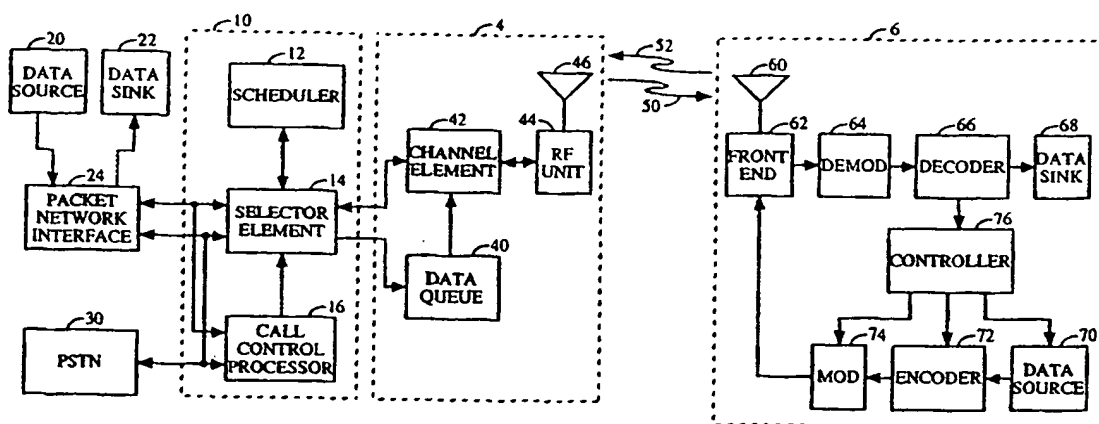 10
4
6
20
DATA
SOURCE
22
DATA
SINK
12
SCHEDULER
52
46
50
60
42
CHANNEL
ELEMENT
44
RF
UNIT
62
FRONT
END
64
DEMOD
66
DECODER
68
DATA
SINK
24
PACKET
NETWORK
INTERFACE
14
SELECTOR
ELEMENT
40
DATA
QUEUE
76
CONTROLLER
30
PSTN
16
CALL
CONTROL
PROCESSOR
74
MOD
72
ENCODER
70
DATA
SOURCE